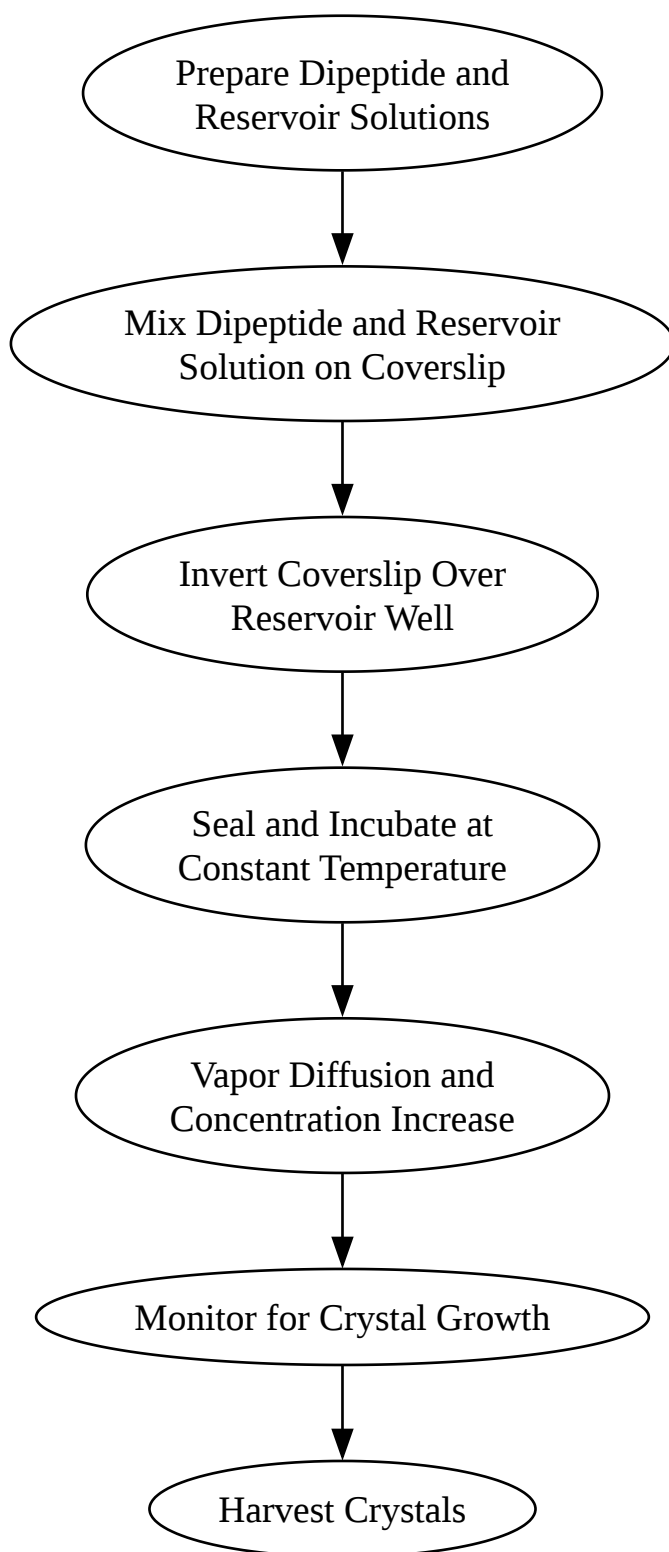 Prepare Dipeptide and
Reservoir Solutions
Mix Dipeptide and Reservoir
Solution on Coverslip
Invert Coverslip Over
Reservoir Well
Seal and Incubate at
Constant Temperature
Vapor Diffusion and
Concentration Increase
Monitor for Crystal Growth
Harvest Crystals